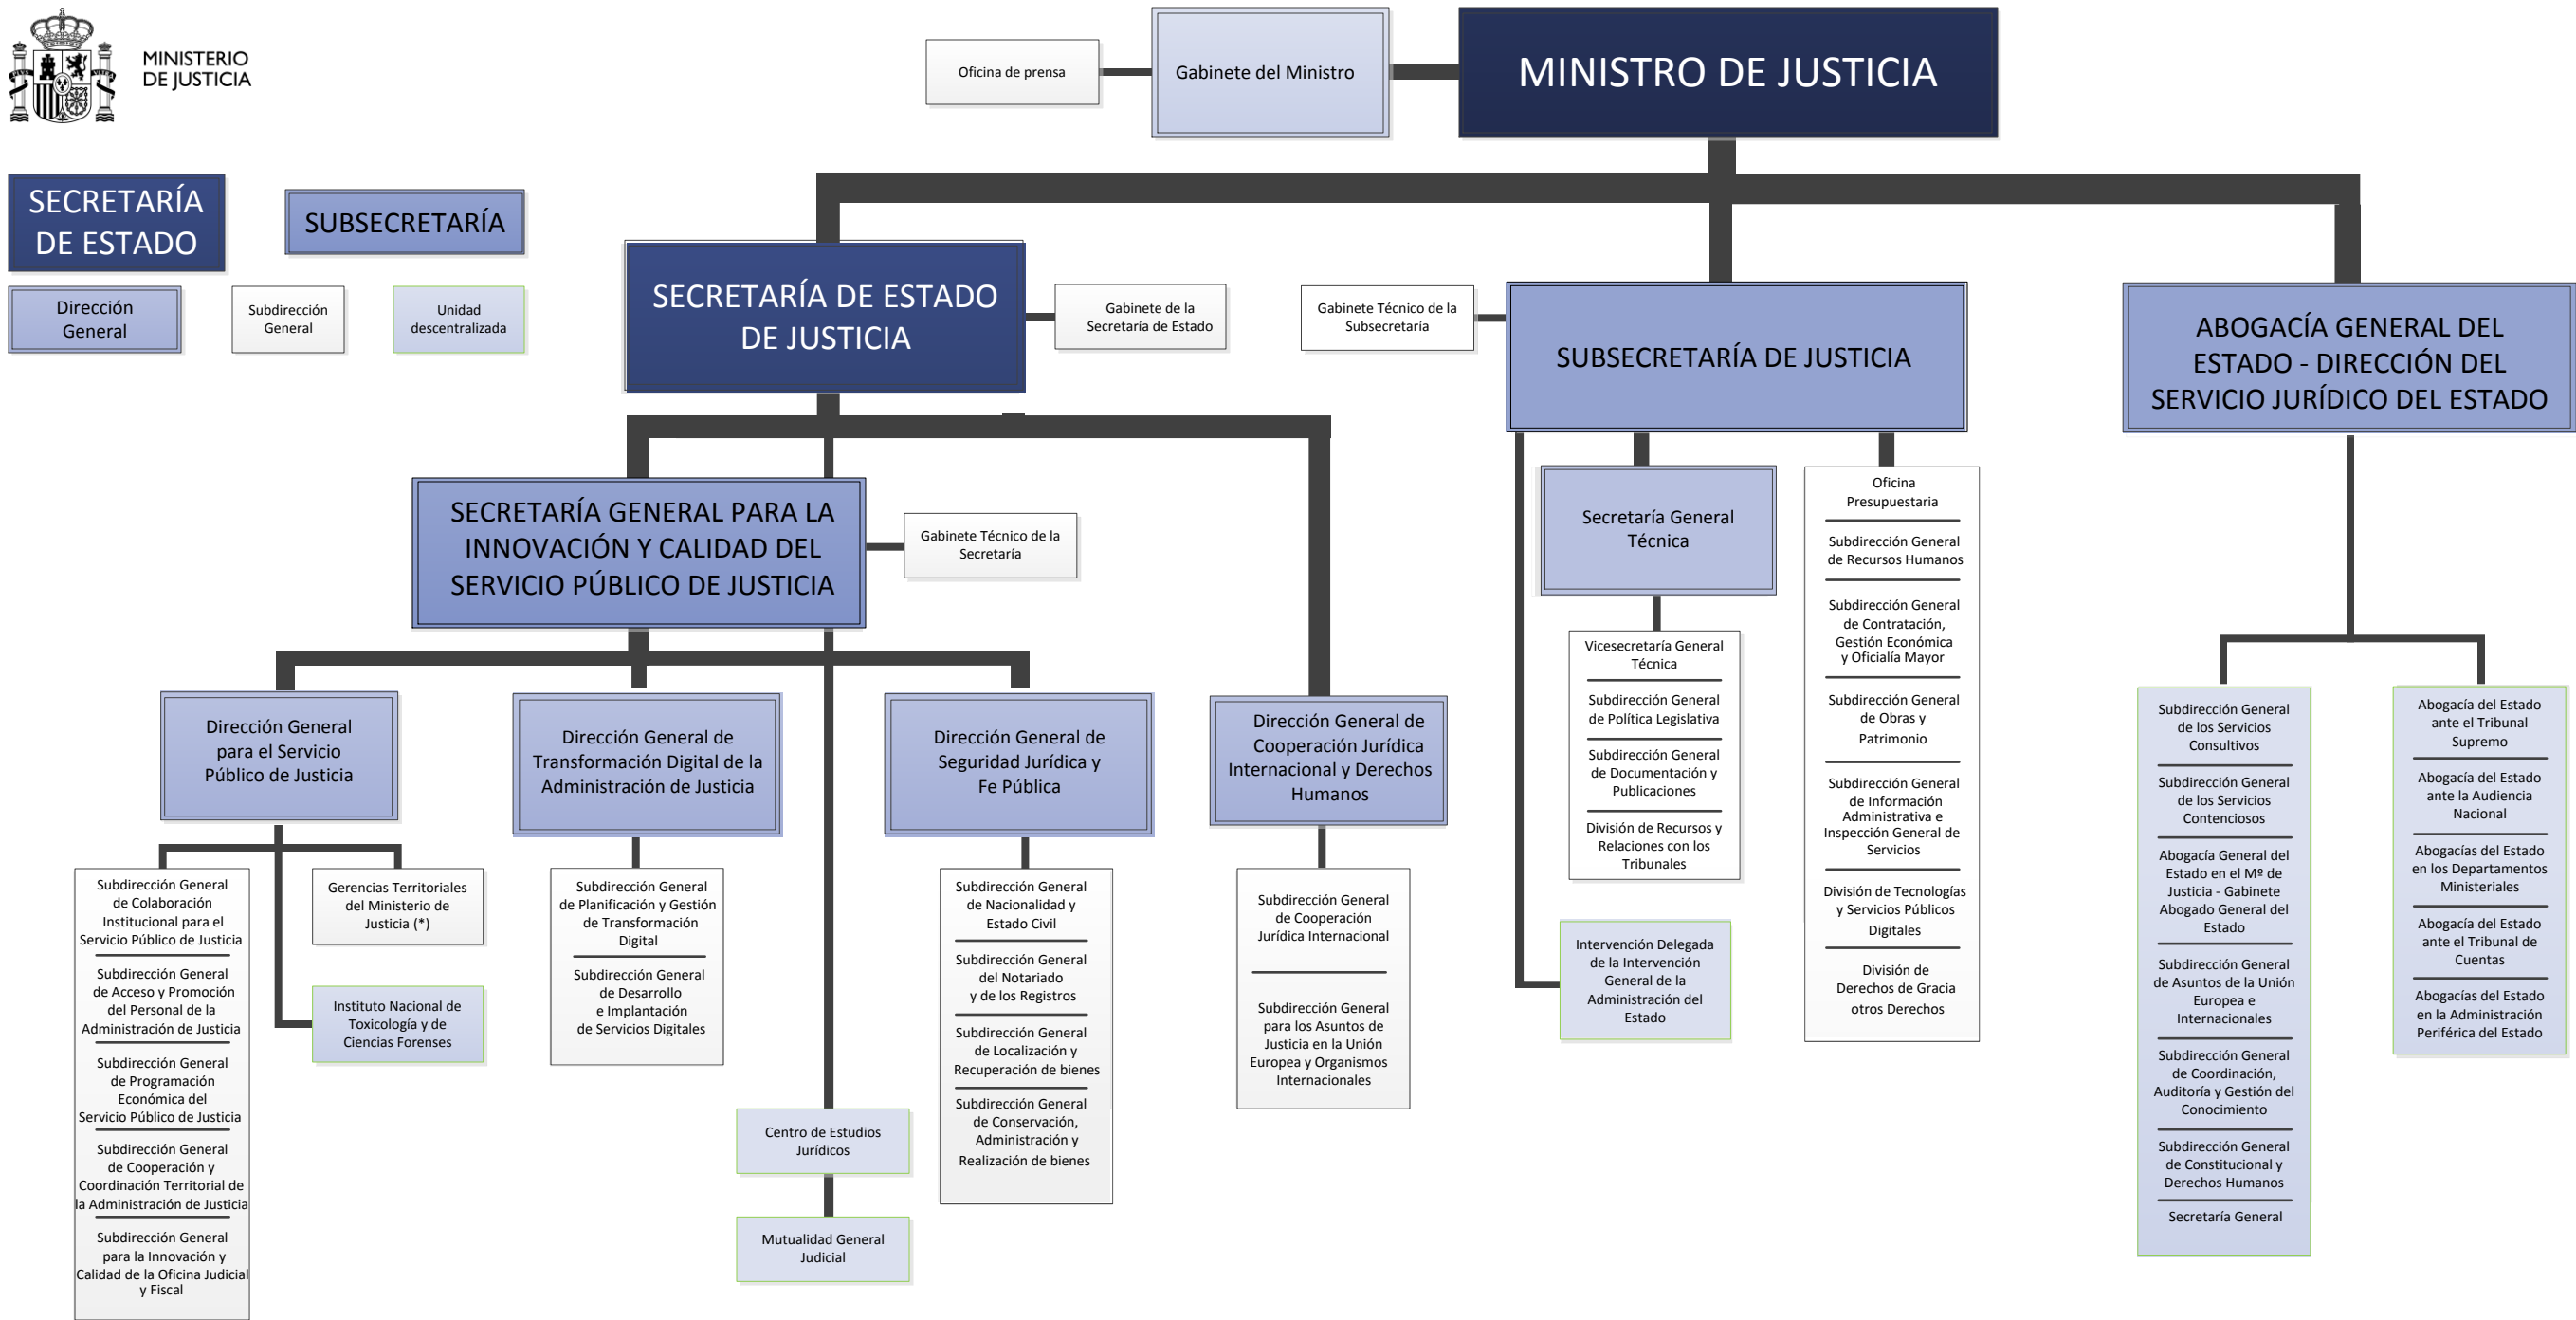 MINISTERIO
DE JUSTICIA
PLVS
VLTRA
Oficina de prensa
Gabinete del Ministro
MINISTRO DE JUSTICIA
SECRETARÍA
DE ESTADO
SUBSECRETARÍA
Dirección
General
Subdirección
General
Unidad
descentralizada
SECRETARÍA DE ESTADO
DE JUSTICIA
Gabinete de la
Secretaría de Estado
Gabinete Técnico de la
Subsecretaría
SUBSECRETARÍA DE JUSTICIA
ABOGACÍA GENERAL DEL
ESTADO - DIRECCIÓN DEL
SERVICIO JURÍDICO DEL ESTADO
SECRETARÍA GENERAL PARA LA
INNOVACIÓN Y CALIDAD DEL
SERVICIO PÚBLICO DE JUSTICIA
Gabinete Técnico de la
Secretaría
Secretaría General
Técnica
Oficina
Presupuestaria
Subdirección General
de Recursos Humanos
Subdirección General
de Contratación,
Gestión Económica
y Oficialía Mayor
Subdirección General
de Obras y
Patrimonio
Subdirección General
de Información
Administrativa e
Inspección General de
Servicios
División de Tecnologías
y Servicios Públicos
Digitales
División de
Derechos de Gracia
otros Derechos
Vicesecretaría General
Técnica
Subdirección General
de Política Legislativa
Subdirección General
de Documentación y
Publicaciones
División de Recursos y
Relaciones con los
Tribunales
Intervención Delegada
de la Intervención
General de la
Administración del
Estado
Dirección General
para el Servicio
Público de Justicia
Dirección General de
Transformación Digital de la
Administración de Justicia
Dirección General de
Seguridad Jurídica y
Fe Pública
Dirección General de
Cooperación Jurídica
Internacional y Derechos
Humanos
Subdirección General
de Colaboración
Institucional para el
Servicio Público de Justicia
Subdirección General
de Acceso y Promoción
del Personal de la
Administración de Justicia
Subdirección General
de Programación
Económica del
Servicio Público de Justicia
Subdirección General
de Cooperación y
Coordinación Territorial de
la Administración de Justicia
Subdirección General
para la Innovación y
Calidad de la Oficina Judicial
y Fiscal
Gerencias Territoriales
del Ministerio de
Justicia (*)
Instituto Nacional de
Toxicología y de
Ciencias Forenses
Subdirección General
de Planificación y Gestión
de Transformación
Digital
Subdirección General
de Desarrollo
e Implantación
de Servicios Digitales
Centro de Estudios
Jurídicos
Mutualidad General
Judicial
Subdirección General
de Nacionalidad y
Estado Civil
Subdirección General
del Notariado
y de los Registros
Subdirección General
de Localización y
Recuperación de bienes
Subdirección General
de Conservación,
Administración y
Realización de bienes
Subdirección General
de Cooperación
Jurídica Internacional
Subdirección General
para los Asuntos de
Justicia en la Unión
Europea y Organismos
Internacionales
Subdirección General
de los Servicios
Consultivos
Subdirección General
de los Servicios
Contenciosos
Abogacía General del
Estado en el Mº de
Justicia - Gabinete
Abogado General del
Estado
Subdirección General
de Asuntos de la Unión
Europea e
Internacionales
Subdirección General
de Coordinación,
Auditoría y Gestión del
Conocimiento
Subdirección General
de Constitucional y
Derechos Humanos
Secretaría General
Abogacía del Estado
ante el Tribunal
Supremo
Abogacía del Estado
ante la Audiencia
Nacional
Abogacías del Estado
en los Departamentos
Ministeriales
Abogacía del Estado
ante el Tribunal de
Cuentas
Abogacías del Estado
en la Administración
Periférica del Estado